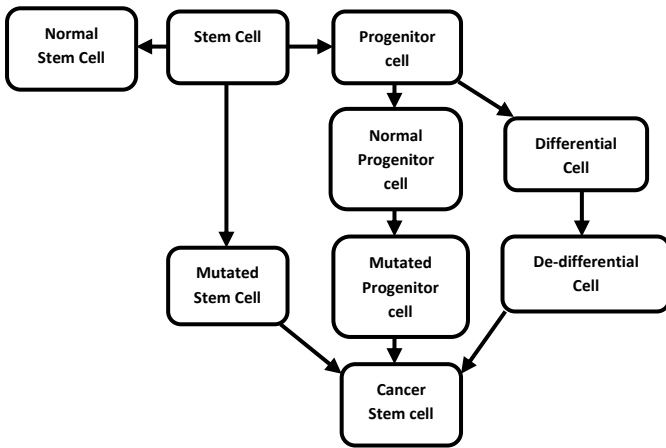 Normal
Stem Cell
Stem Cell
Progenitor
cell
Normal
Progenitor
cell
Differential
Cell
Mutated
Stem Cell
Mutated
Progenitor
cell
De-differential
Cell
Cancer
Stem cell